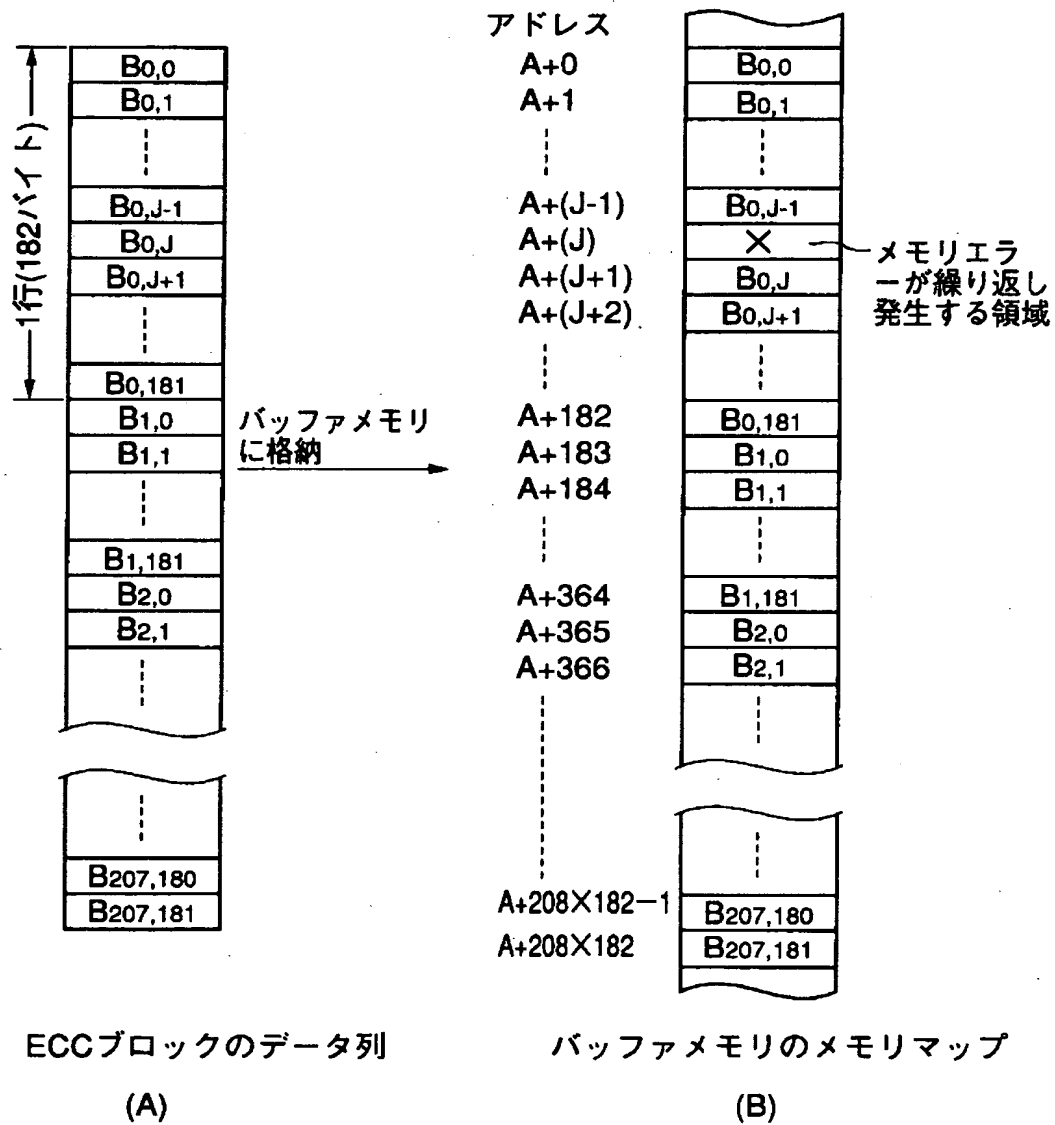 1行(182バイト)
B0,0
B0,1
B0,J-1
B0,J
B0,J+1
B0,181
B1,0
B1,1
B1,181
B2,0
B2,1
B207,180
B207,181
バッファメモリ
に格納
アドレス
A+0
A+1
A+(J-1)
A+(J)
A+(J+1)
A+(J+2)
A+182
A+183
A+184
A+364
A+365
A+366
A+208×182−1
A+208×182
B0,0
B0,1
B0,J-1
×
B0,J
B0,J+1
B0,181
B1,0
B1,1
B1,181
B2,0
B2,1
B207,180
B207,181
メモリエラ
ーが繰り返し
発生する領域
ECCブロックのデータ列
(A)
バッファメモリのメモリマップ
(B)